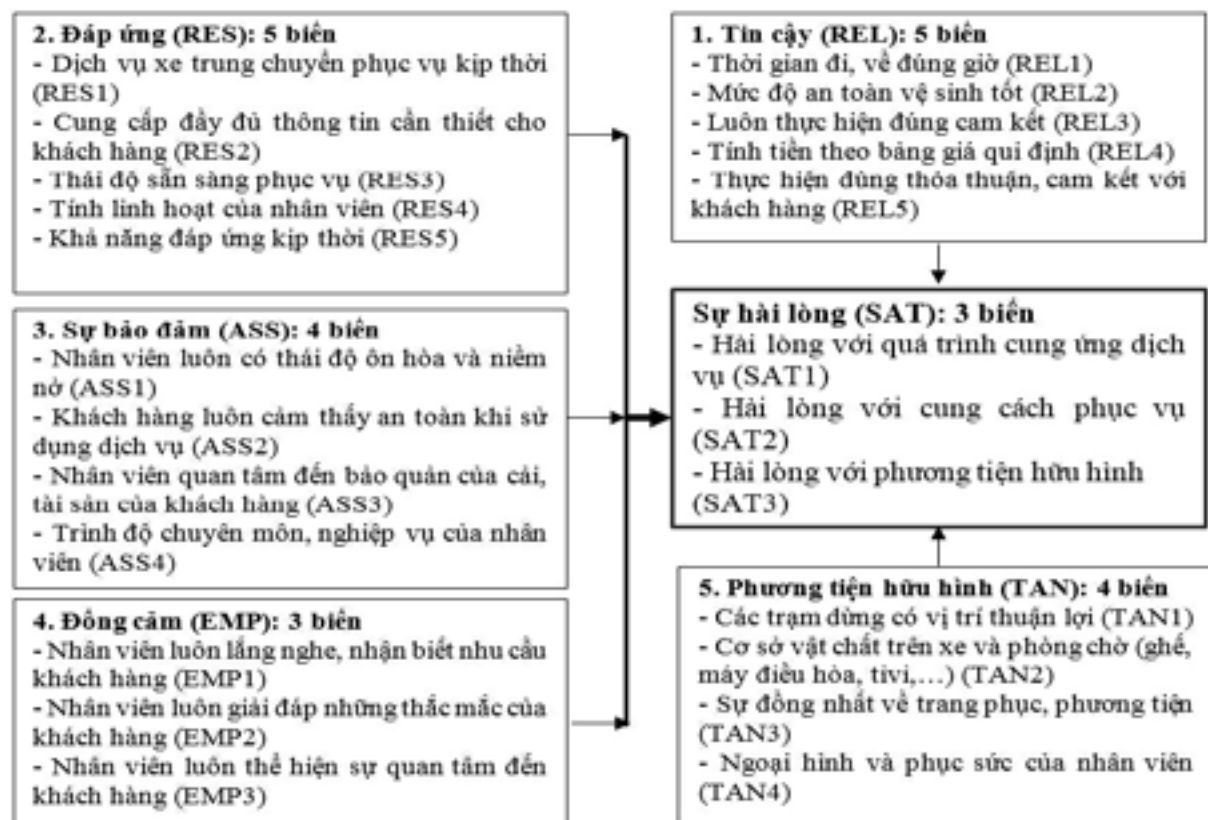 2. Đáp ứng (RES): 5 biến
- Dịch vụ xe trung chuyển phục vụ kịp thời
(RES1)
- Cung cấp đầy đủ thông tin cần thiết cho
khách hàng (RES2)
- Thái độ sẵn sàng phục vụ (RES3)
- Tính linh hoạt của nhân viên (RES4)
- Khả năng đáp ứng kịp thời (RES5)
3. Sự bảo đảm (ASS): 4 biến
- Nhân viên luôn có thái độ ôn hòa và niềm
nở (ASS1)
- Khách hàng luôn cảm thấy an toàn khi sử
dụng dịch vụ (ASS2)
- Nhân viên quan tâm đến bảo quản của cải,
tài sản của khách hàng (ASS3)
- Trình độ chuyên môn, nghiệp vụ của nhân
viên (ASS4)
4. Đồng cảm (EMP): 3 biến
- Nhân viên luôn lắng nghe, nhận biết nhu cầu
khách hàng (EMP1)
- Nhân viên luôn giải đáp những thắc mắc của
khách hàng (EMP2)
- Nhân viên luôn thể hiện sự quan tâm đến
khách hàng (EMP3)
1. Tin cậy (REL): 5 biến
- Thời gian đi, về đúng giờ (REL1)
- Mức độ an toàn vệ sinh tốt (REL2)
- Luôn thực hiện đúng cam kết (REL3)
- Tính tiền theo bảng giá qui định (REL4)
- Thực hiện đúng thỏa thuận, cam kết với
khách hàng (REL5)
Sự hài lòng (SAT): 3 biến
- Hài lòng với quá trình cung ứng dịch
vụ (SAT1)
- Hài lòng với cung cách phục vụ
(SAT2)
- Hài lòng với phương tiện hữu hình
(SAT3)
5. Phương tiện hữu hình (TAN): 4 biến
- Các trạm dừng có vị trí thuận lợi (TAN1)
- Cơ sở vật chất trên xe và phòng chờ (ghế,
máy điều hòa, tivi,…) (TAN2)
- Sự đồng nhất về trang phục, phương tiện
(TAN3)
- Ngoại hình và phục sức của nhân viên
(TAN4)